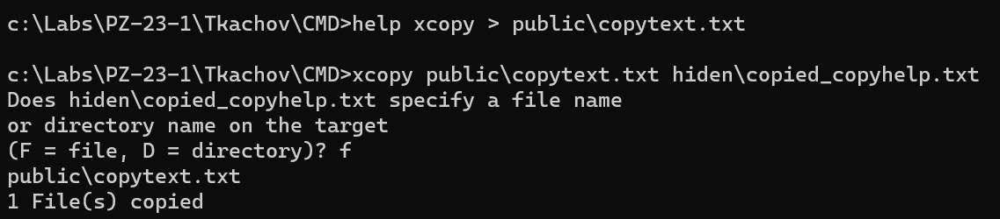 c:\Labs\PZ-23-1\Tkachov\CMD>help xcopy > public\copytext.txt
c:\Labs\PZ-23-1\Tkachov\CMD>xcopy public\copytext.txt hiden\copied_copyhelp.txt
Does hiden\copied_copyhelp.txt specify a file name
or directory name on the target
(F = file, D = directory)? f
public\copytext.txt
1 File(s) copied